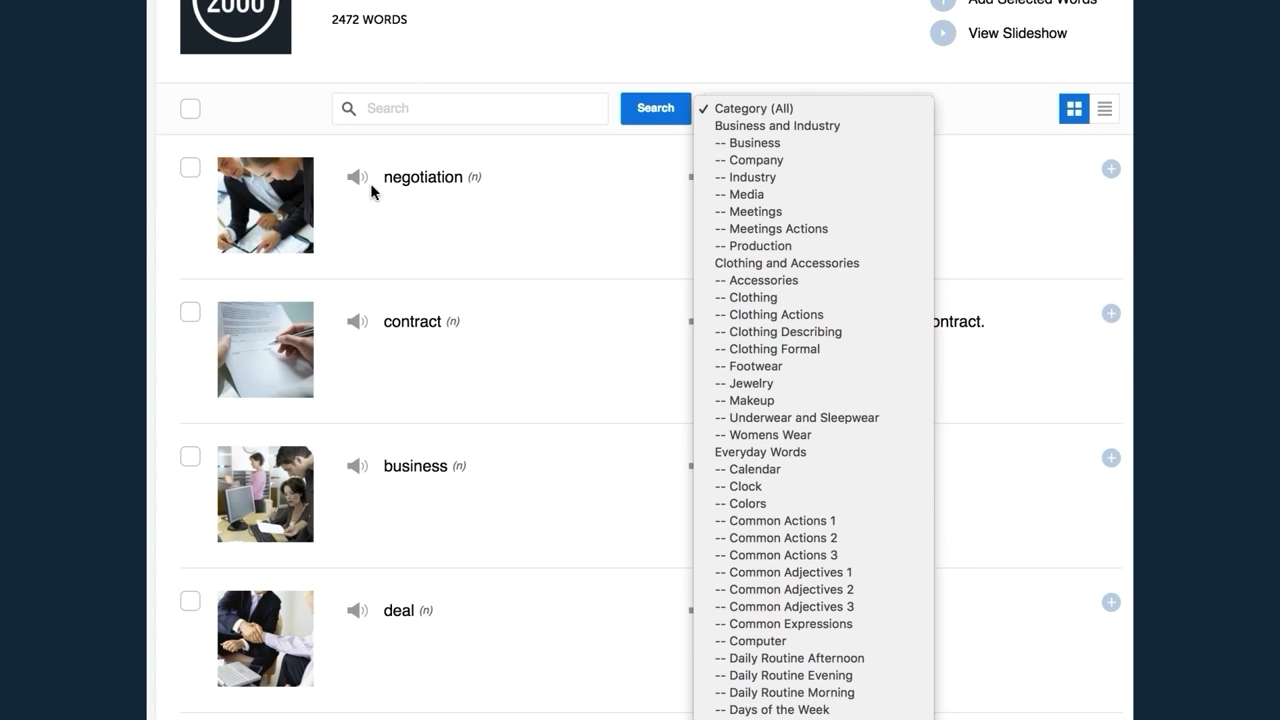 2000
2472 WORDS
Add Selected Words
View Slideshow
Search
Search
Category (All)
Business and Industry
-- Business
-- Company
-- Industry
-- Media
-- Meetings
-- Meetings Actions
-- Production
Clothing and Accessories
-- Accessories
-- Clothing
-- Clothing Actions
-- Clothing Describing
-- Clothing Formal
-- Footwear
-- Jewelry
-- Makeup
-- Underwear and Sleepwear
-- Womens Wear
Everyday Words
-- Calendar
-- Clock
-- Colors
-- Common Actions 1
-- Common Actions 2
-- Common Actions 3
-- Common Adjectives 1
-- Common Adjectives 2
-- Common Adjectives 3
-- Common Expressions
-- Computer
-- Daily Routine Afternoon
-- Daily Routine Evening
-- Daily Routine Morning
-- Days of the Week
negotiation (n)
contract (n)
ontract.
business (n)
deal (n)